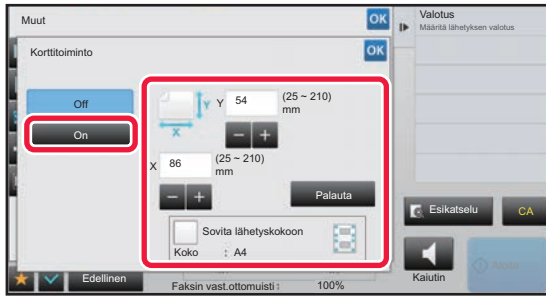 Muut
OK
Valotus
Määritä lähetyksen valotus
Korttitoiminto
OK
Off
On
Y
Y
54
(25 ~ 210)
mm
X
X
86
(25 ~ 210)
mm
Palauta
Sovita lähetyskokoon
Koko : A4
Esikatselu
CA
Edellinen
Faksin vast.ottomuisti : 100%
Kaiutin